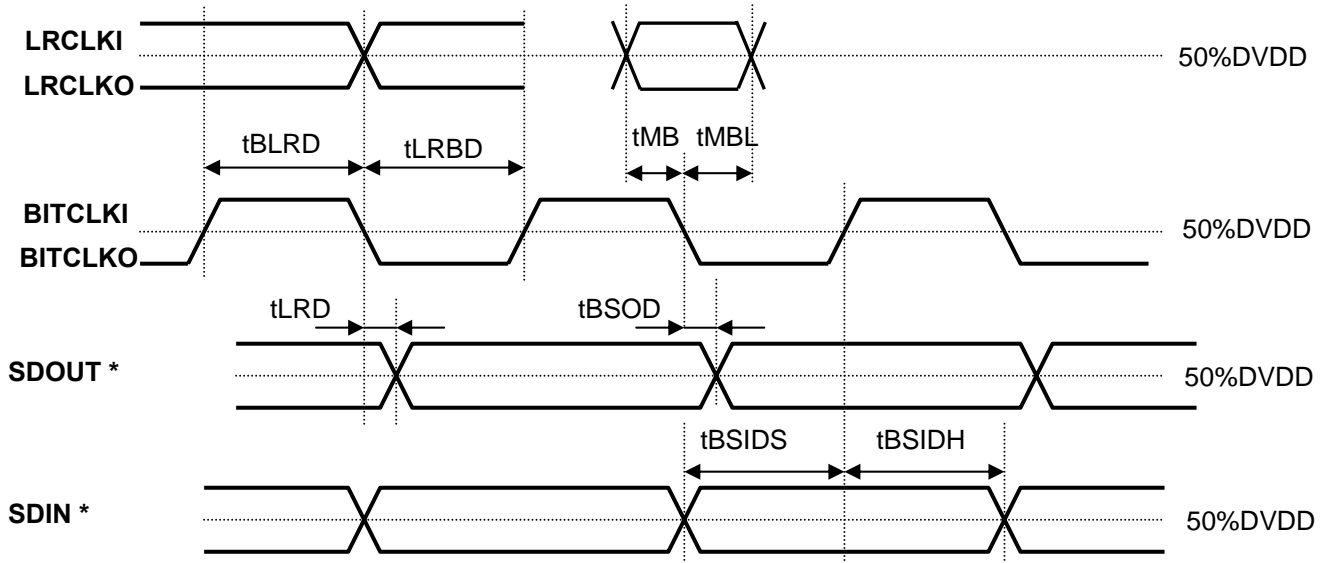 LRCLKI
LRCLKO
50%DVDD
tBLRD
tLRBD
tMB
tMBL
BITCLKI
BITCLKO
50%DVDD
tLRD
tBSOD
SDOUT *
50%DVDD
tBSIDS
tBSIDH
SDIN *
50%DVDD